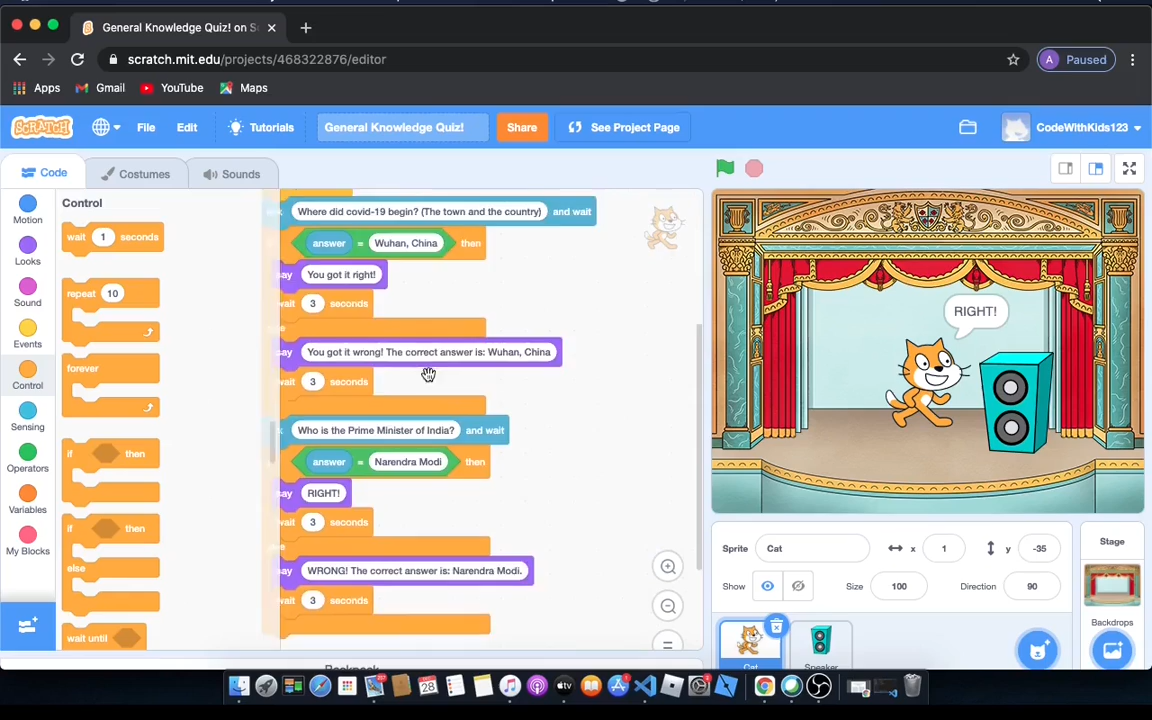 General Knowledge Quiz! on Sc
scratch.mit.edu/projects/468322876/editor
A Paused
Apps Gmail YouTube Maps
SCRATCH File Edit Tutorials General Knowledge Quiz! Share See Project Page CodeWithKids123
Code Costumes Sounds
Motion
Looks
Sound
Events
Control
Sensing
Operators
Variables
My Blocks
Control
wait 1 seconds
repeat 10
forever
if then
if then
else
wait until
Where did covid-19 begin? (The town and the country) and wait
answer = Wuhan, China then
say You got it right!
wait 3 seconds
say You got it wrong! The correct answer is: Wuhan, China
wait 3 seconds
Who is the Prime Minister of India? and wait
answer = Narendra Modi then
say RIGHT!
wait 3 seconds
say WRONG! The correct answer is: Narendra Modi.
wait 3 seconds
RIGHT!
Sprite Cat x 1 y -35
Show Size 100 Direction 90
Cat
Speaker
Stage
Backdrops
Backpack